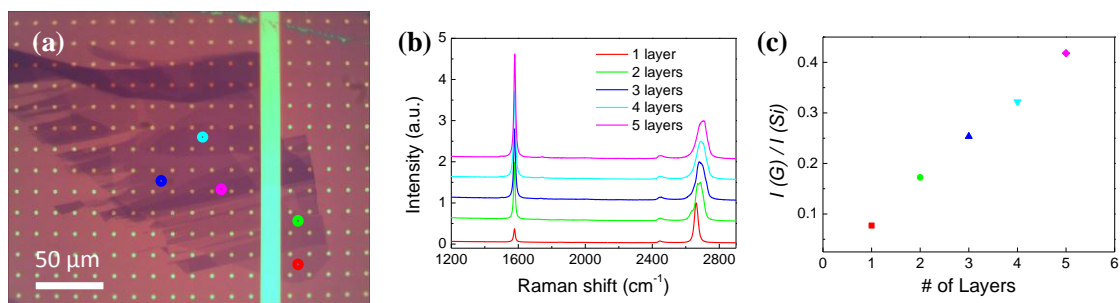 (a)
50 μm
(b)
5
4
3
2
1
0
Intensity (a.u.)
1 layer
2 layers
3 layers
4 layers
5 layers
1200 1600 2000 2400 2800
Raman shift (cm⁻¹)
(c)
0.4
0.3
0.2
0.1
I (G) / I (Si)
0 1 2 3 4 5 6
# of Layers